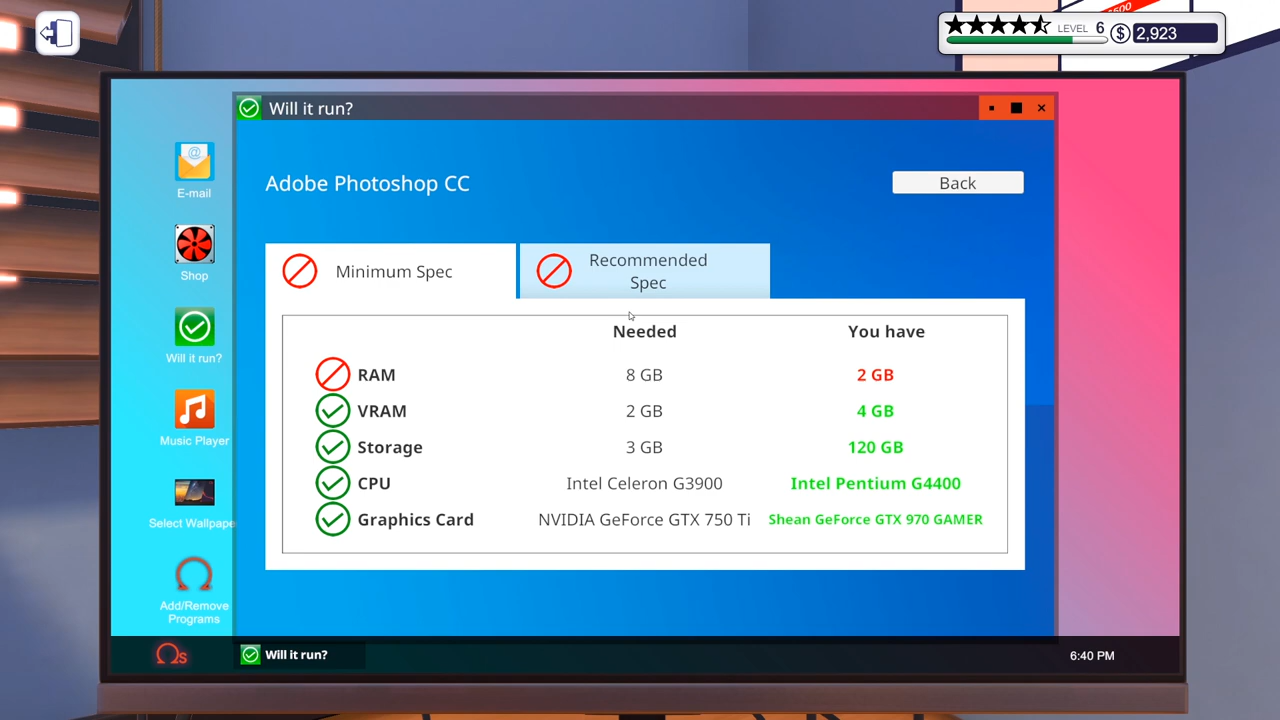 LEVEL 6
$ 2,923
Will it run?
Adobe Photoshop CC
Back
Minimum Spec
Recommended
Spec
Needed
You have
RAM
8 GB
2 GB
VRAM
2 GB
4 GB
Storage
3 GB
120 GB
CPU
Intel Celeron G3900
Intel Pentium G4400
Graphics Card
NVIDIA GeForce GTX 750 Ti
Shean GeForce GTX 970 GAMER
@
E-mail
Shop
Will it run?
Music Player
Select Wallpape
Add/Remove
Programs
Ωs
Will it run?
6:40 PM